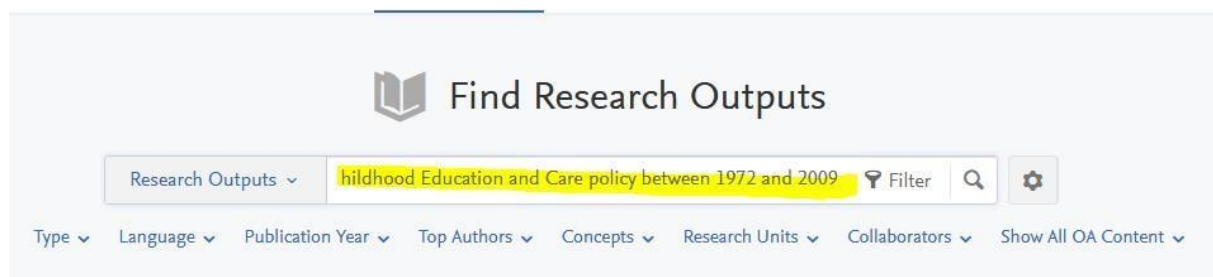 Find Research Outputs
Research Outputs hildhood Education and Care policy between 1972 and 2009 Filter
Type Language Publication Year Top Authors Concepts Research Units Collaborators Show All OA Content